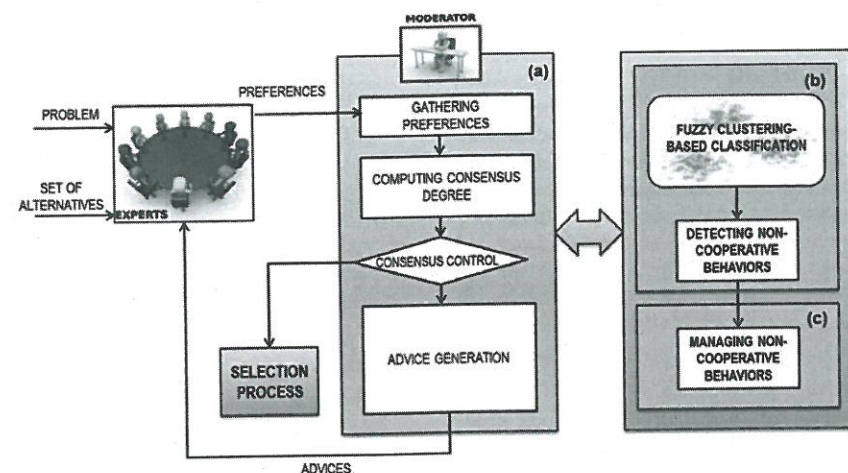 MODERATOR
(a)
PREFERENCES
PROBLEM
SET OF
ALTERNATIVES
EXPERTS
GATHERING
PREFERENCES
COMPUTING CONSENSUS
DEGREE
CONSENSUS CONTROL
ADVICE GENERATION
SELECTION
PROCESS
ADVICES
(b)
FUZZY CLUSTERING-
BASED CLASSIFICATION
DETECTING NON-
COOPERATIVE
BEHAVIORS
(c)
MANAGING NON-
COOPERATIVE
BEHAVIORS